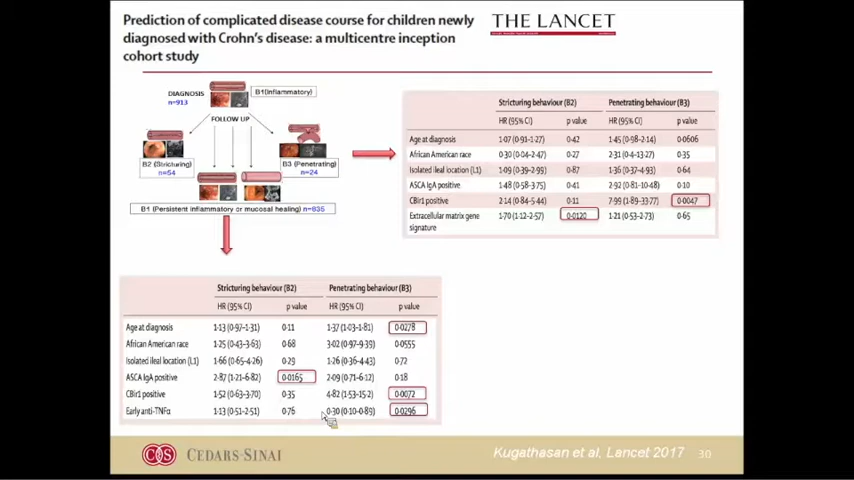 Prediction of complicated disease course for children newly
diagnosed with Crohn's disease: a multicentre inception
cohort study
THE LANCET
DIAGNOSIS
n=913
B1(Inflammatory)
FOLLOW UP
B2 (Stricturing)
n=54
B3 (Penetrating)
n=24
B1 (Persistent inflammatory or mucosal healing) n=835
Stricturing behaviour (B2) Penetrating behaviour (B3)
HR (95% CI) p value HR (95% CI) p value
Age at diagnosis 1·07 (0·91-1·27) 0·42 1·45 (0·98-2·14) 0·0606
African American race 0·30 (0·04-2·47) 0·27 2·31 (0·4-13·27) 0·35
Isolated ileal location (L1) 1·09 (0·39-2·99) 0·87 1·36 (0·37-4·93) 0·64
ASCA IgA positive 1·48 (0·58-3·75) 0·41 2·92 (0·81-10·48) 0·10
CBir1 positive 2·14 (0·84-5·44) 0·11 7·99 (1·89-33·77) 0·0047
Extracellular matrix gene
signature 1·70 (1·12-2·57) 0·0120 1·21 (0·53-2·73) 0·65
Stricturing behaviour (B2) Penetrating behaviour (B3)
HR (95% CI) p value HR (95% CI) p value
Age at diagnosis 1·13 (0·97-1·31) 0·11 1·37 (1·03-1·81) 0·0278
African American race 1·25 (0·43-3·63) 0·68 3·02 (0·97-9·39) 0·0555
Isolated ileal location (L1) 1·66 (0·65-4·26) 0·29 1·26 (0·36-4·43) 0·72
ASCA IgA positive 2·87 (1·21-6·82) 0·0165 2·09 (0·71-6·12) 0·18
CBir1 positive 1·52 (0·63-3·70) 0·35 4·82 (1·53-15·2) 0·0072
Early anti-TNFα 1·13 (0·51-2·51) 0·76 0·30 (0·10-0·89) 0·0296
CEDARS-SINAI
Kugathasan et al. Lancet 2017 30